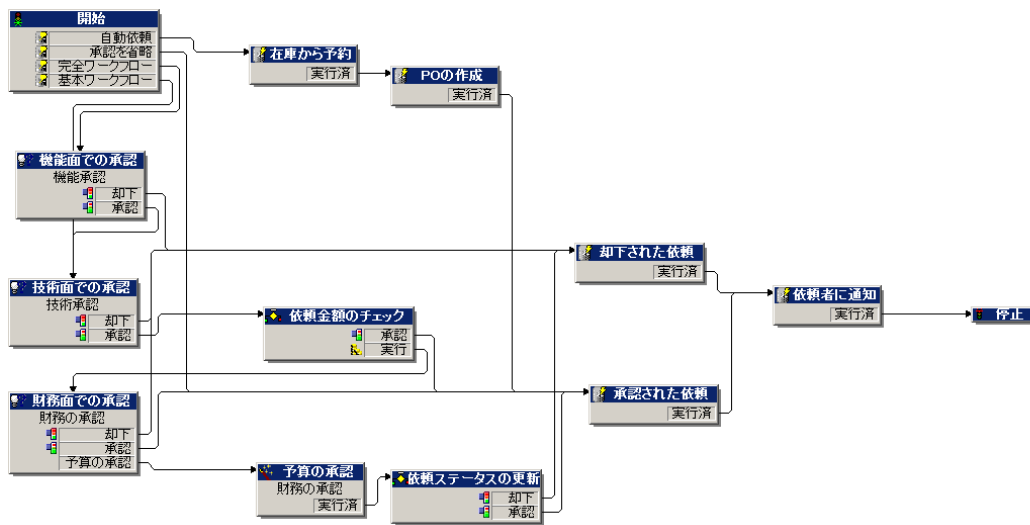 開始
自動依頼
承認を省略
完全ワークフロー
基本ワークフロー
在庫から予約
実行済
POの作成
実行済
機能面での承認
機能承認
却下
承認
却下された依頼
実行済
技術面での承認
技術承認
却下
承認
依頼者に通知
実行済
停止
依頼金額のチェック
承認
実行
財務面での承認
財務の承認
却下
承認
予算の承認
承認された依頼
実行済
予算の承認
財務の承認
実行済
依頼ステータスの更新
却下
承認